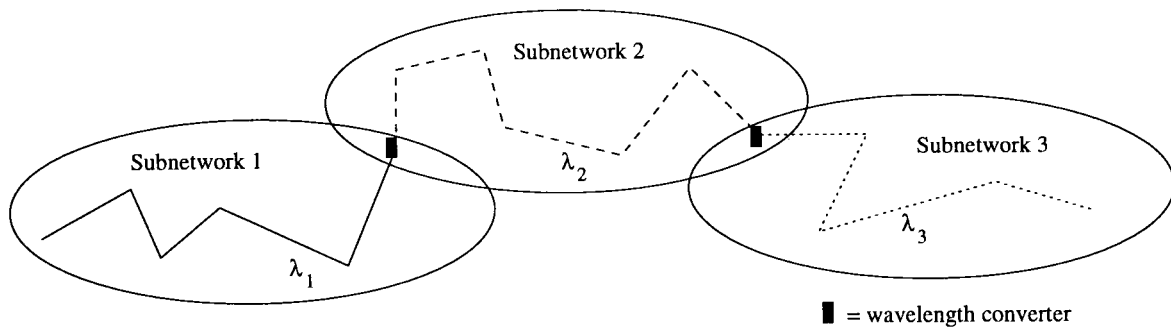 Subnetwork 1
λ1
Subnetwork 2
λ2
Subnetwork 3
λ3
= wavelength converter